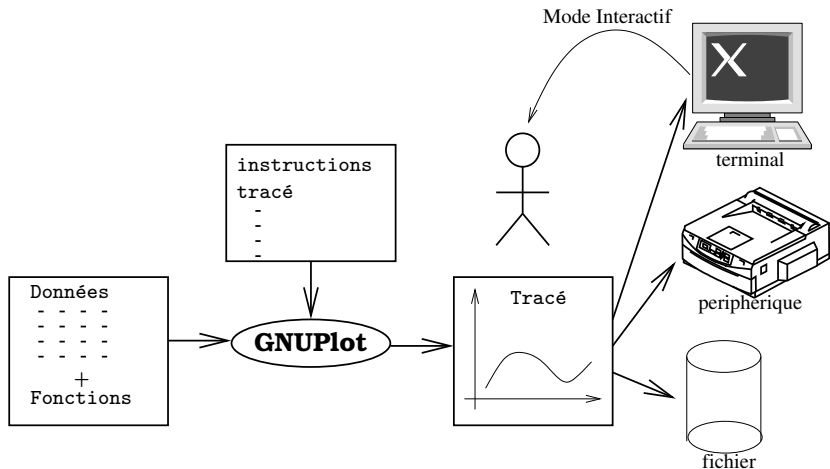 Mode Interactif
X
terminal
instructions
tracé
-
-
-
-
Données
- - - -
- - - -
- - - -
- - - -
+
Fonctions
GNUPlot
Tracé
peripherique
fichier